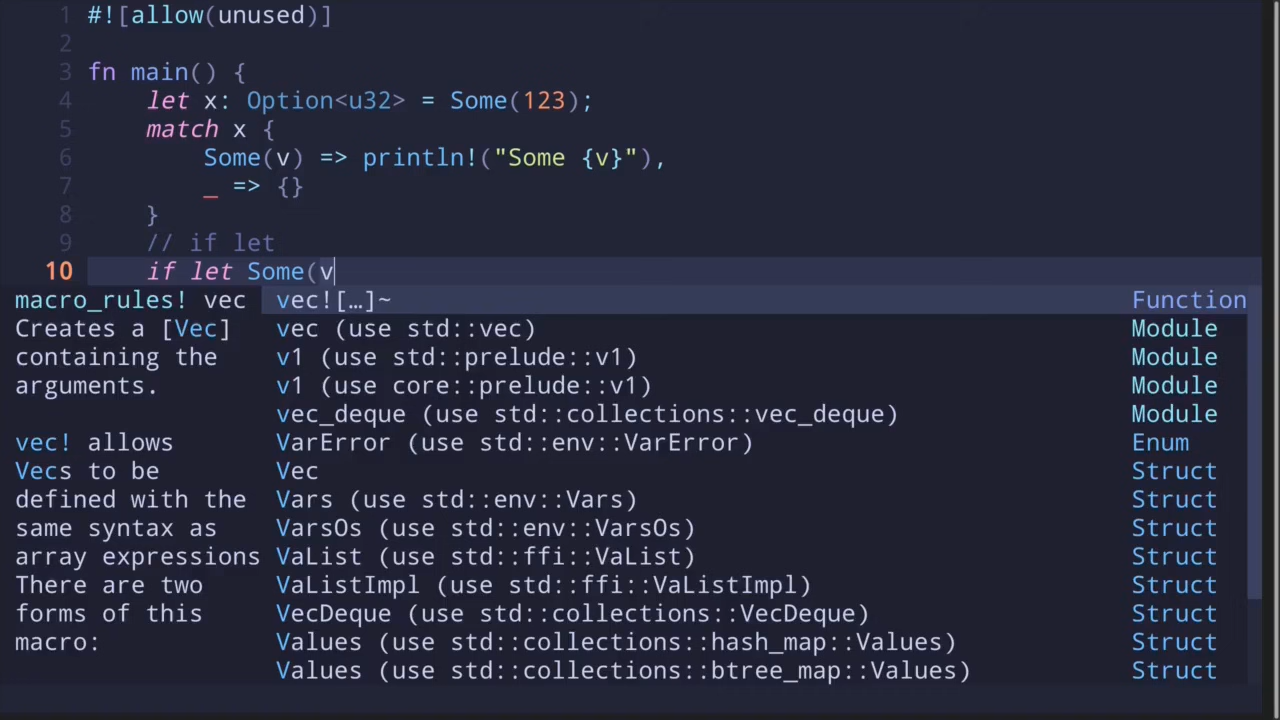 1 #![allow(unused)]
2
3 fn main() {
4 let x: Option<u32> = Some(123);
5 match x {
6 Some(v) => println!("Some {v}"),
7 _ => {}
8 }
9 // if let
10 if let Some(v
macro_rules! vec
Creates a [Vec]
containing the
arguments.
vec! allows
Vecs to be
defined with the
same syntax as
array expressions
There are two
forms of this
macro:
vec![…]~ Function
vec (use std::vec) Module
v1 (use std::prelude::v1) Module
v1 (use core::prelude::v1) Module
vec_deque (use std::collections::vec_deque) Module
VarError (use std::env::VarError) Enum
Vec Struct
Vars (use std::env::Vars) Struct
VarsOs (use std::env::VarsOs) Struct
VaList (use std::ffi::VaList) Struct
VaListImpl (use std::ffi::VaListImpl) Struct
VecDeque (use std::collections::VecDeque) Struct
Values (use std::collections::hash_map::Values) Struct
Values (use std::collections::btree_map::Values) Struct